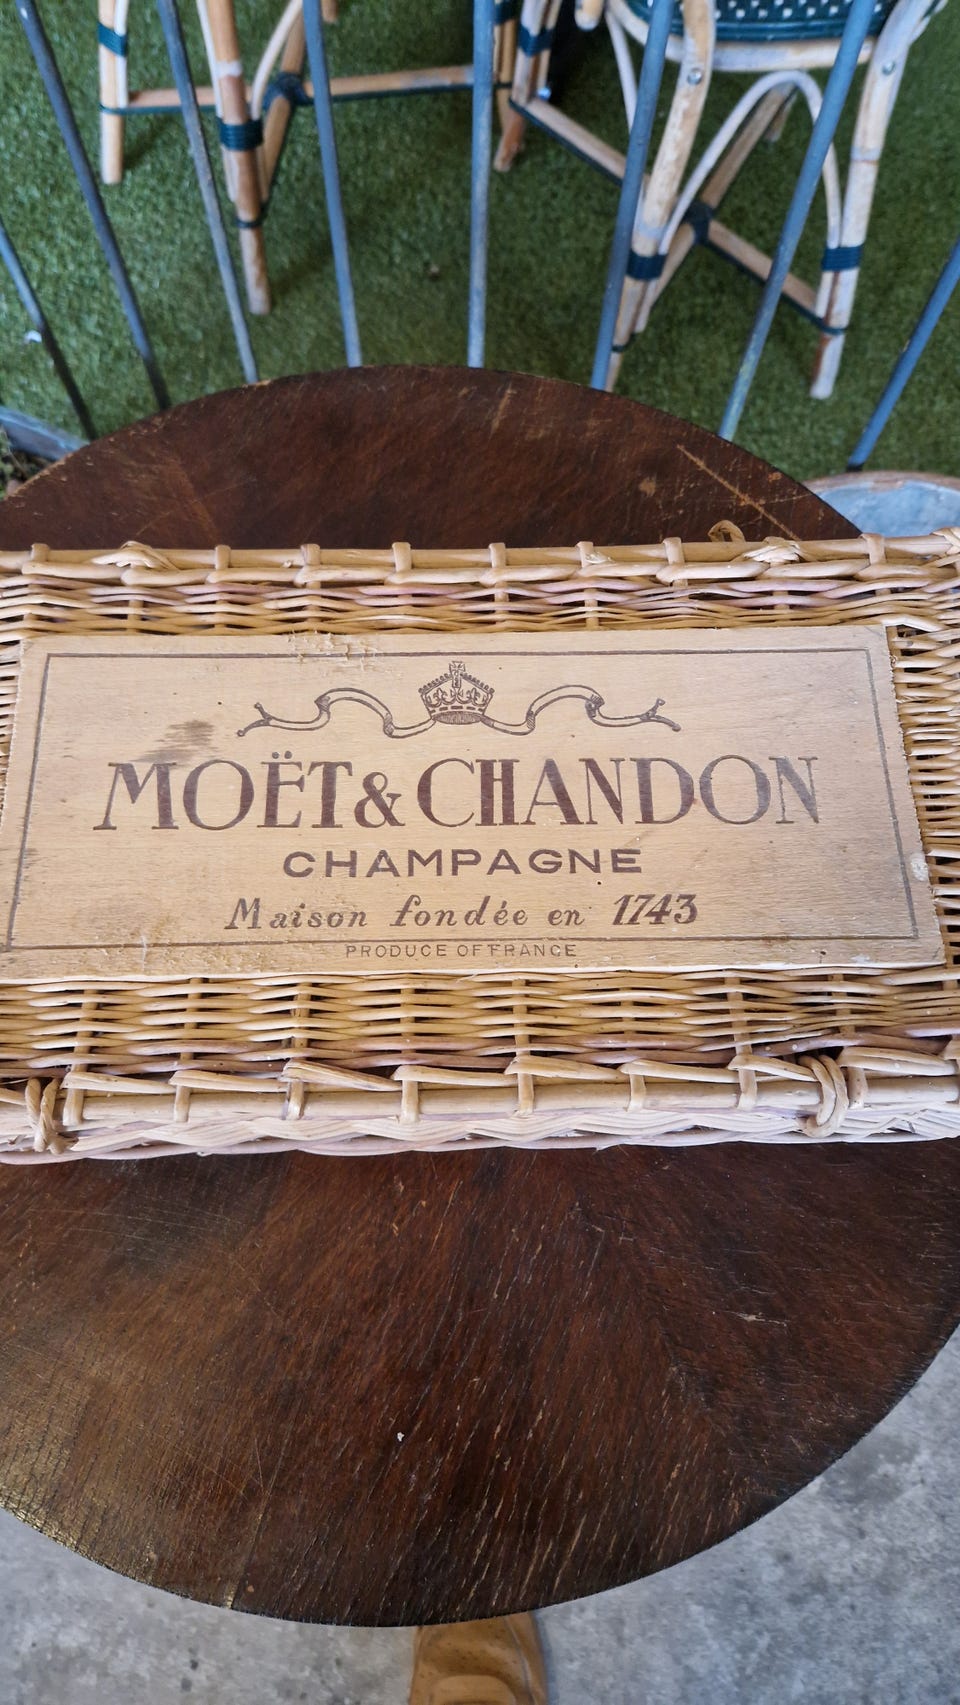 MOËT & CHANDON
CHAMPAGNE
Maison fondée en 1743
PRODUCE OF FRANCE